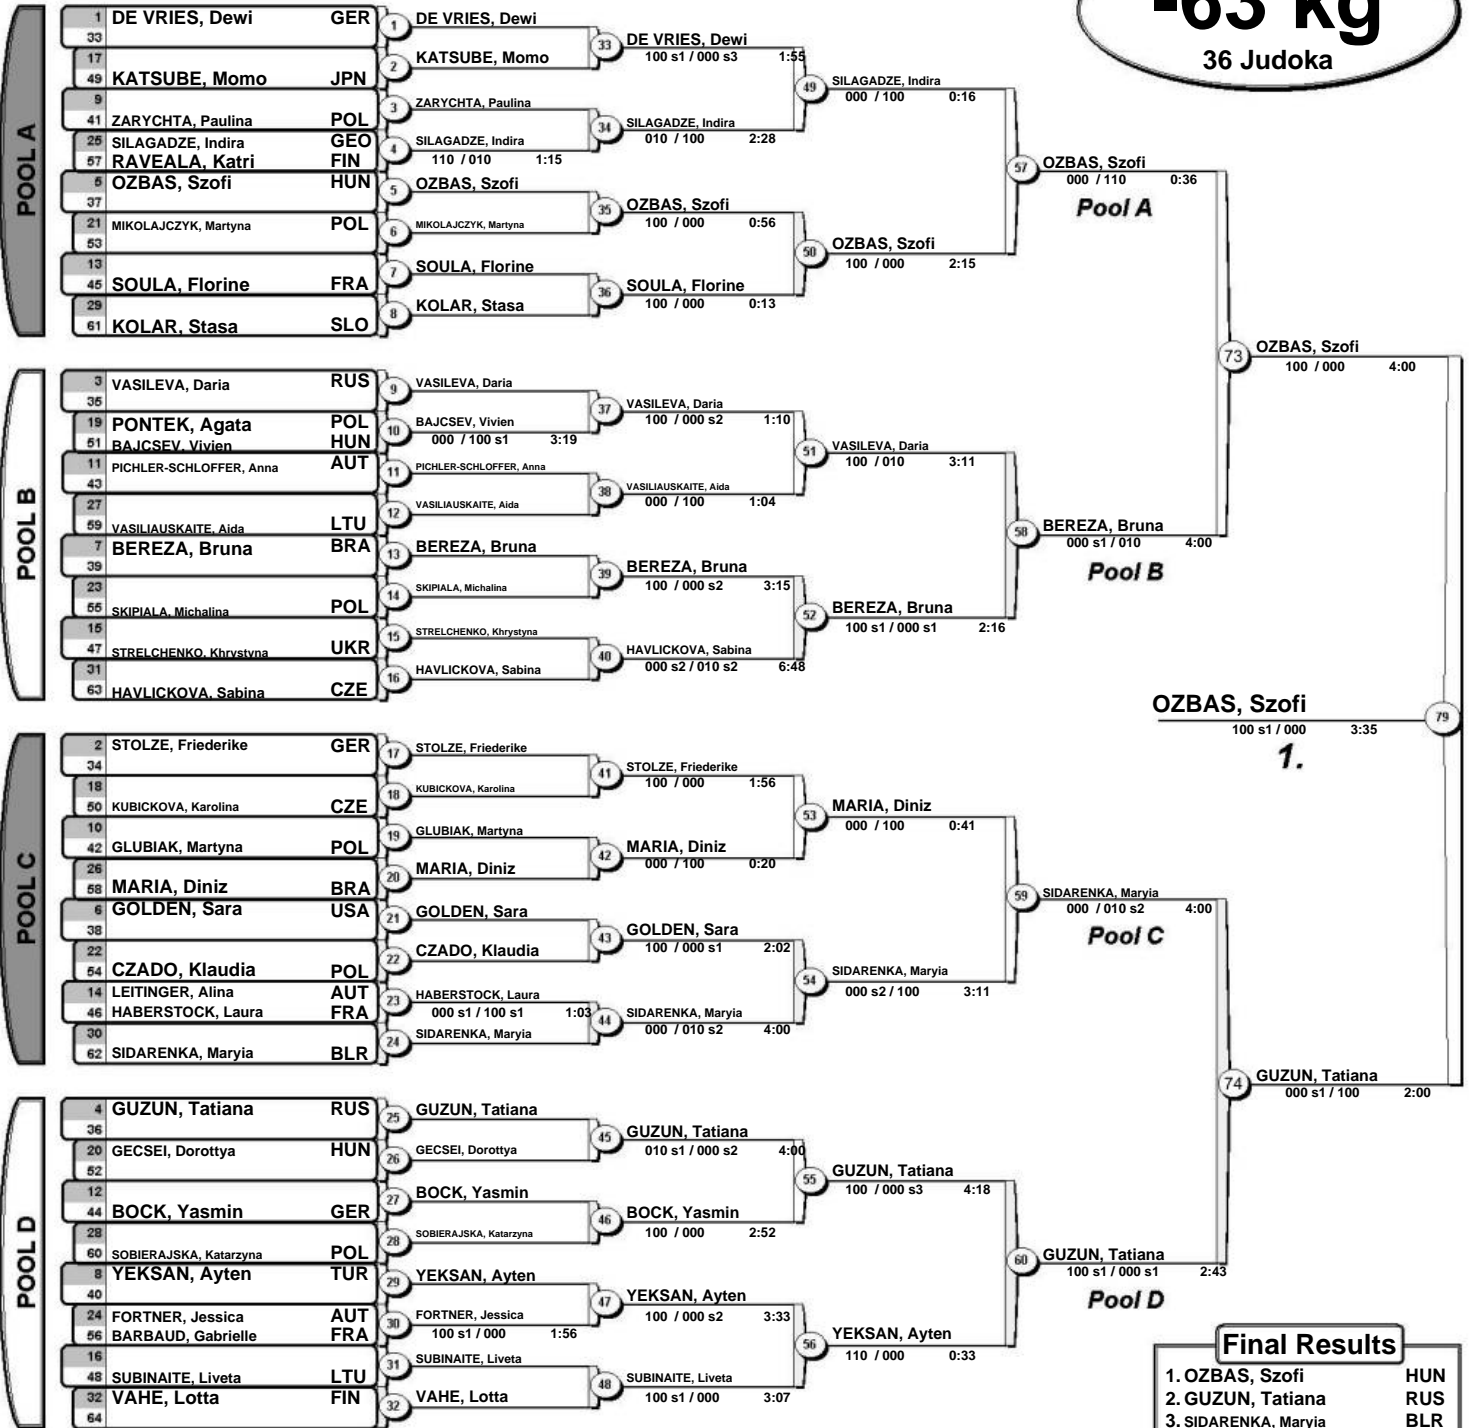 -63 kg
36 Judoka
POOL A
1 DE VRIES, Dewi GER
33
17
49 KATSUBE, Momo JPN
9
41 ZARYCHTA, Paulina POL
25 SILAGADZE, Indira GEO
57 RAVEALA, Katri FIN
5 OZBAS, Szofi HUN
37
21 MIKOLAJCZYK, Martyna POL
53
13
45 SOULA, Florine FRA
29
61 KOLAR, Stasa SLO
1 DE VRIES, Dewi
2 KATSUBE, Momo
3 ZARYCHTA, Paulina
4 SILAGADZE, Indira
110 / 010 1:15
5 OZBAS, Szofi
6 MIKOLAJCZYK, Martyna
7 SOULA, Florine
8 KOLAR, Stasa
33 DE VRIES, Dewi
100 s1 / 000 s3 1:55
34 SILAGADZE, Indira
010 / 100 2:28
35 OZBAS, Szofi
100 / 000 0:56
36 SOULA, Florine
100 / 000 0:13
49 SILAGADZE, Indira
000 / 100 0:16
50 OZBAS, Szofi
100 / 000 2:15
57 OZBAS, Szofi
000 / 110 0:36
Pool A
POOL B
3 VASILEVA, Daria RUS
35
19 PONTEK, Agata POL
51 BAJCSEV, Vivien HUN
11 PICHLER-SCHLOFFER, Anna AUT
43
27
59 VASILIAUSKAITE, Aida LTU
7 BEREZA, Bruna BRA
39
23
55 SKIPIALA, Michalina POL
15
47 STRELCHENKO, Khrystyna UKR
31
63 HAVLICKOVA, Sabina CZE
9 VASILEVA, Daria
10 BAJCSEV, Vivien
000 / 100 s1 3:19
11 PICHLER-SCHLOFFER, Anna
12 VASILIAUSKAITE, Aida
13 BEREZA, Bruna
14 SKIPIALA, Michalina
15 STRELCHENKO, Khrystyna
16 HAVLICKOVA, Sabina
37 VASILEVA, Daria
100 / 000 s2 1:10
38 VASILIAUSKAITE, Aida
000 / 100 1:04
39 BEREZA, Bruna
100 / 000 s2 3:15
40 HAVLICKOVA, Sabina
000 s2 / 010 s2 6:48
51 VASILEVA, Daria
100 / 010 3:11
52 BEREZA, Bruna
100 s1 / 000 s1 2:16
58 BEREZA, Bruna
000 s1 / 010 4:00
Pool B
73 OZBAS, Szofi
100 / 000 4:00
OZBAS, Szofi 79
100 s1 / 000 3:35
1.
POOL C
2 STOLZE, Friederike GER
34
18
50 KUBICKOVA, Karolina CZE
10
42 GLUBIAK, Martyna POL
26
58 MARIA, Diniz BRA
6 GOLDEN, Sara USA
38
22
54 CZADO, Klaudia POL
14 LEITINGER, Alina AUT
46 HABERSTOCK, Laura FRA
30
62 SIDARENKA, Maryia BLR
17 STOLZE, Friederike
18 KUBICKOVA, Karolina
19 GLUBIAK, Martyna
20 MARIA, Diniz
21 GOLDEN, Sara
22 CZADO, Klaudia
23 HABERSTOCK, Laura
000 s1 / 100 s1 1:03
24 SIDARENKA, Maryia
41 STOLZE, Friederike
100 / 000 1:56
42 MARIA, Diniz
000 / 100 0:20
43 GOLDEN, Sara
100 / 000 s1 2:02
44 SIDARENKA, Maryia
000 / 010 s2 4:00
53 MARIA, Diniz
000 / 100 0:41
54 SIDARENKA, Maryia
000 s2 / 100 3:11
59 SIDARENKA, Maryia
000 / 010 s2 4:00
Pool C
POOL D
4 GUZUN, Tatiana RUS
36
20 GECSEI, Dorottya HUN
52
12
44 BOCK, Yasmin GER
28
60 SOBIERAJSKA, Katarzyna POL
8 YEKSAN, Ayten TUR
40
24 FORTNER, Jessica AUT
56 BARBAUD, Gabrielle FRA
16
48 SUBINAITE, Liveta LTU
32 VAHE, Lotta FIN
64
25 GUZUN, Tatiana
26 GECSEI, Dorottya
27 BOCK, Yasmin
28 SOBIERAJSKA, Katarzyna
29 YEKSAN, Ayten
30 FORTNER, Jessica
100 s1 / 000 1:56
31 SUBINAITE, Liveta
32 VAHE, Lotta
45 GUZUN, Tatiana
010 s1 / 000 s2 4:00
46 BOCK, Yasmin
100 / 000 2:52
47 YEKSAN, Ayten
100 / 000 s2 3:33
48 SUBINAITE, Liveta
100 s1 / 000 3:07
55 GUZUN, Tatiana
100 / 000 s3 4:18
56 YEKSAN, Ayten
110 / 000 0:33
60 GUZUN, Tatiana
100 s1 / 000 s1 2:43
Pool D
74 GUZUN, Tatiana
000 s1 / 100 2:00
Final Results
1. OZBAS, Szofi HUN
2. GUZUN, Tatiana RUS
3. SIDARENKA, Maryia BLR